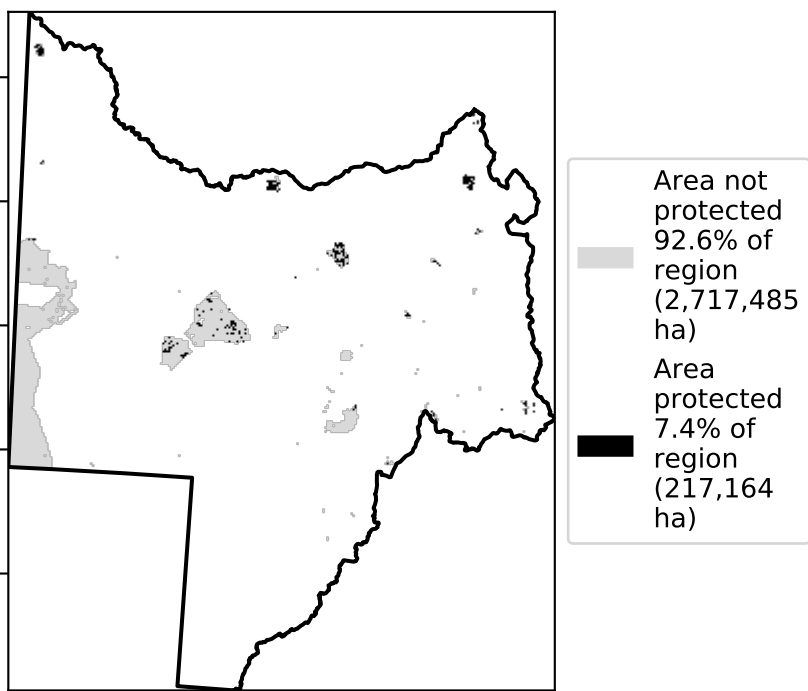 Area not
protected
92.6% of
region
(2,717,485
ha)
Area
protected
7.4% of
region
(217,164
ha)